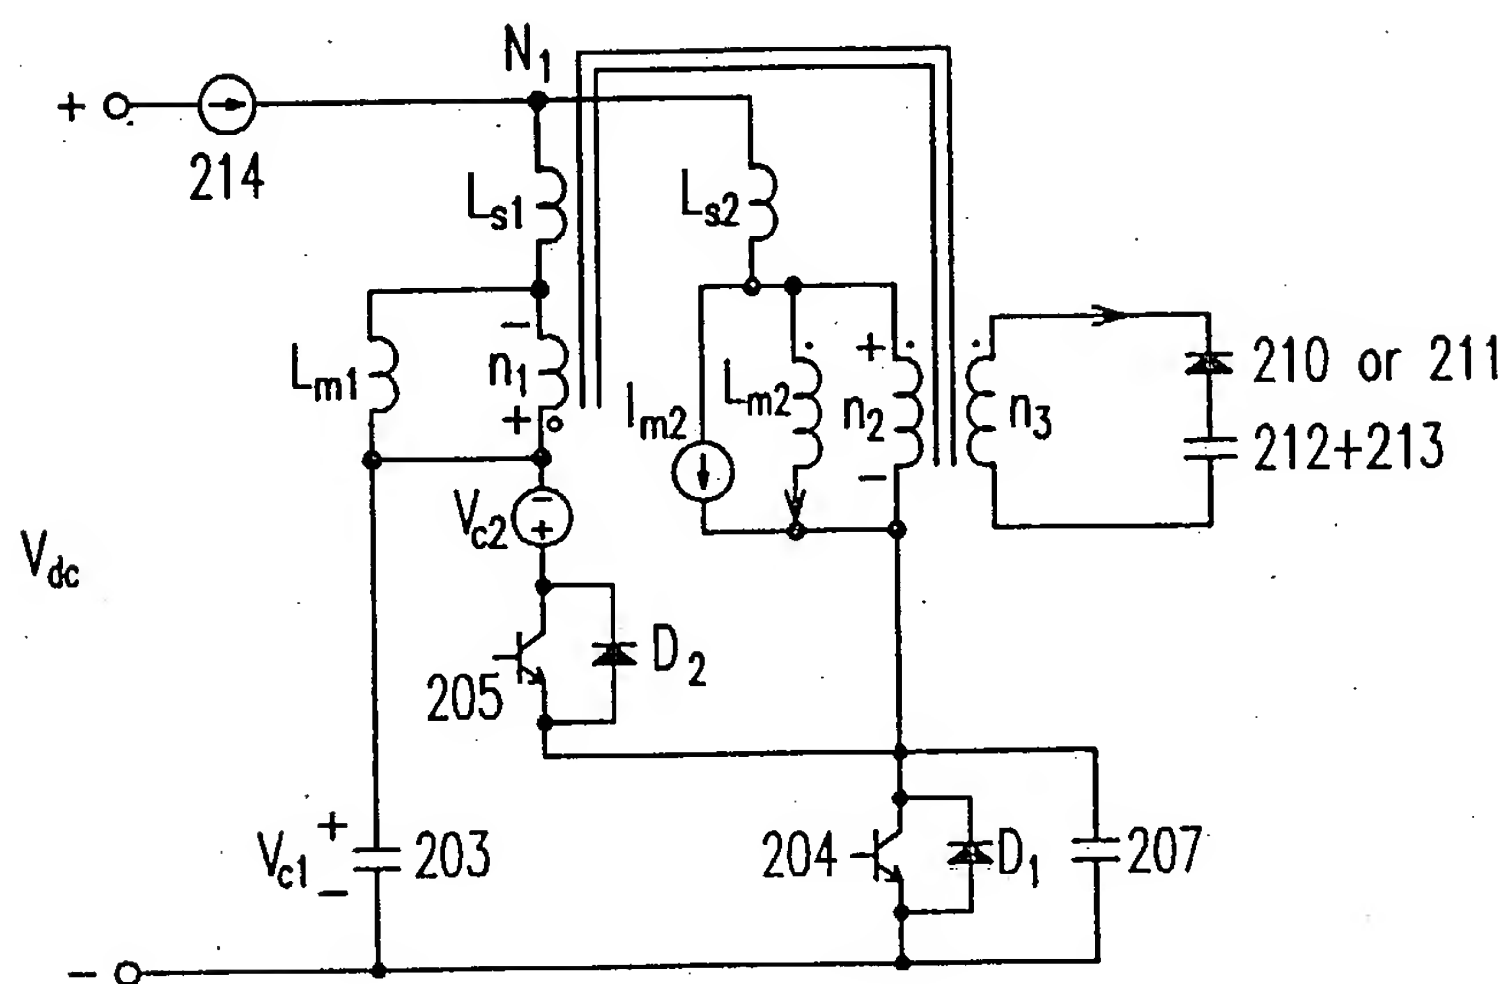 N1
+
214
Ls1
Ls2
−
Lm1
n1
+
Im2
Lm2
+
n2
−
n3
210 or 211
212+213
Vc2
−
+
Vdc
205
D2
+
Vc1
−
203
204
D1
207
−